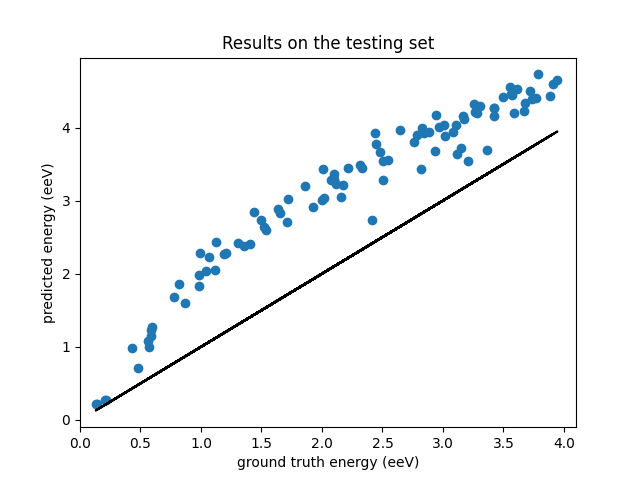 Results on the testing set
predicted energy (eeV)
4
3
2
1
0
0.0 0.5 1.0 1.5 2.0 2.5 3.0 3.5 4.0
ground truth energy (eeV)